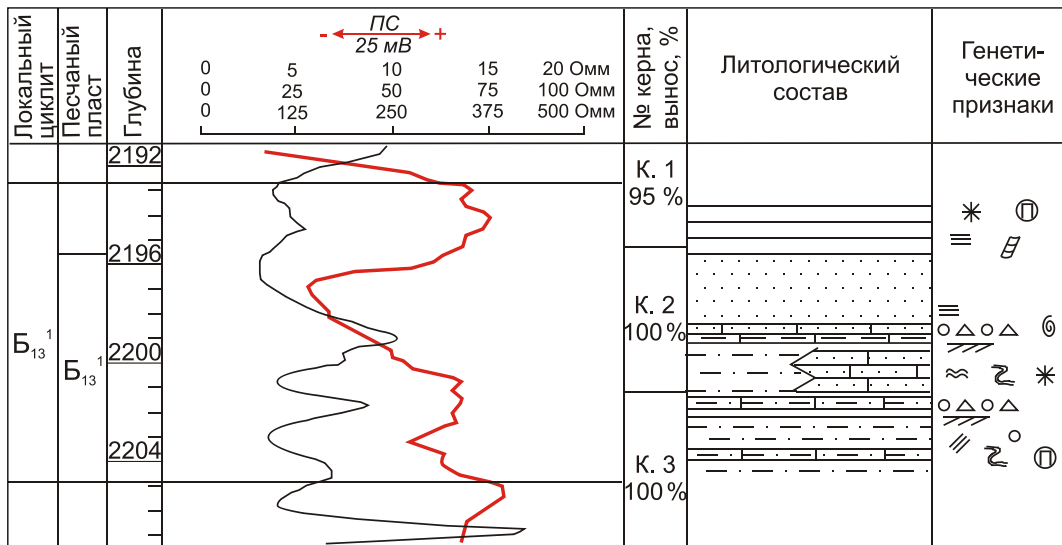 Локальный
циклит
Песчаный
пласт
Глубина
ПС
- +
25 мВ
0 5 10 15 20 Омм
0 25 50 75 100 Омм
0 125 250 375 500 Омм
№ керна,
вынос, %
Литологический
состав
Генети-
ческие
признаки
2192
К. 1
95 %
2196
К. 2
100%
Б₁₃¹
Б₁₃¹
2200
2204
К. 3
100%